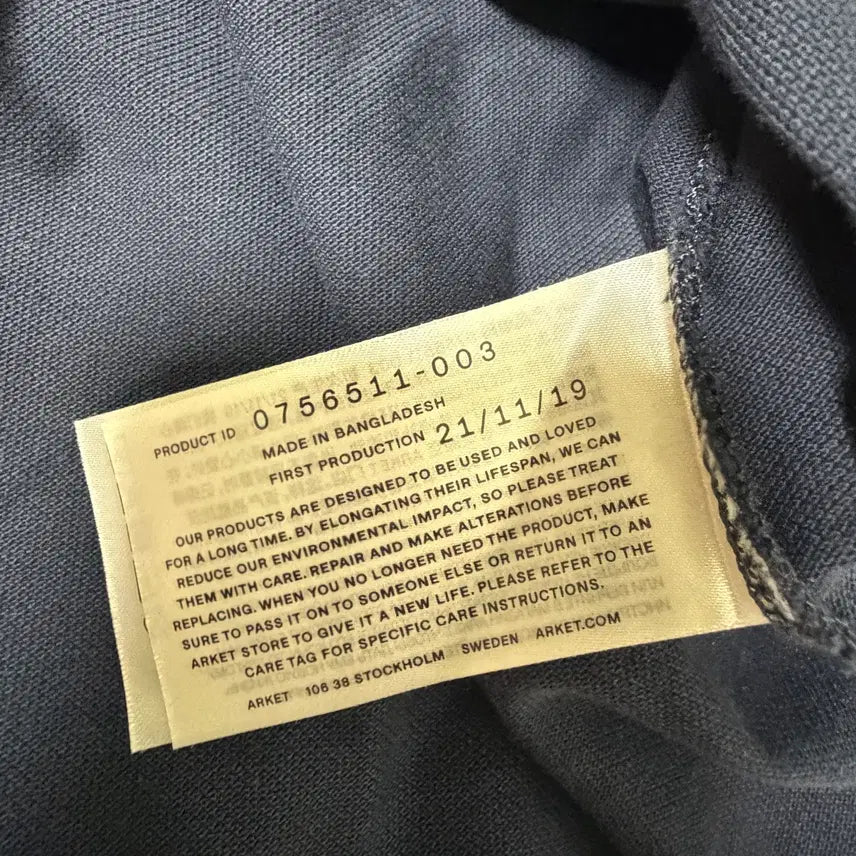 PRODUCT ID 0756511-003
MADE IN BANGLADESH
FIRST PRODUCTION 21/11/19
OUR PRODUCTS ARE DESIGNED TO BE USED AND LOVED
FOR A LONG TIME. BY ELONGATING THEIR LIFESPAN, WE CAN
REDUCE OUR ENVIRONMENTAL IMPACT, SO PLEASE TREAT
THEM WITH CARE. REPAIR AND MAKE ALTERATIONS BEFORE
REPLACING. WHEN YOU NO LONGER NEED THE PRODUCT, MAKE
SURE TO PASS IT ON TO SOMEONE ELSE OR RETURN IT TO AN
ARKET STORE TO GIVE IT A NEW LIFE. PLEASE REFER TO THE
CARE TAG FOR SPECIFIC CARE INSTRUCTIONS.
ARKET 106 38 STOCKHOLM SWEDEN ARKET.COM